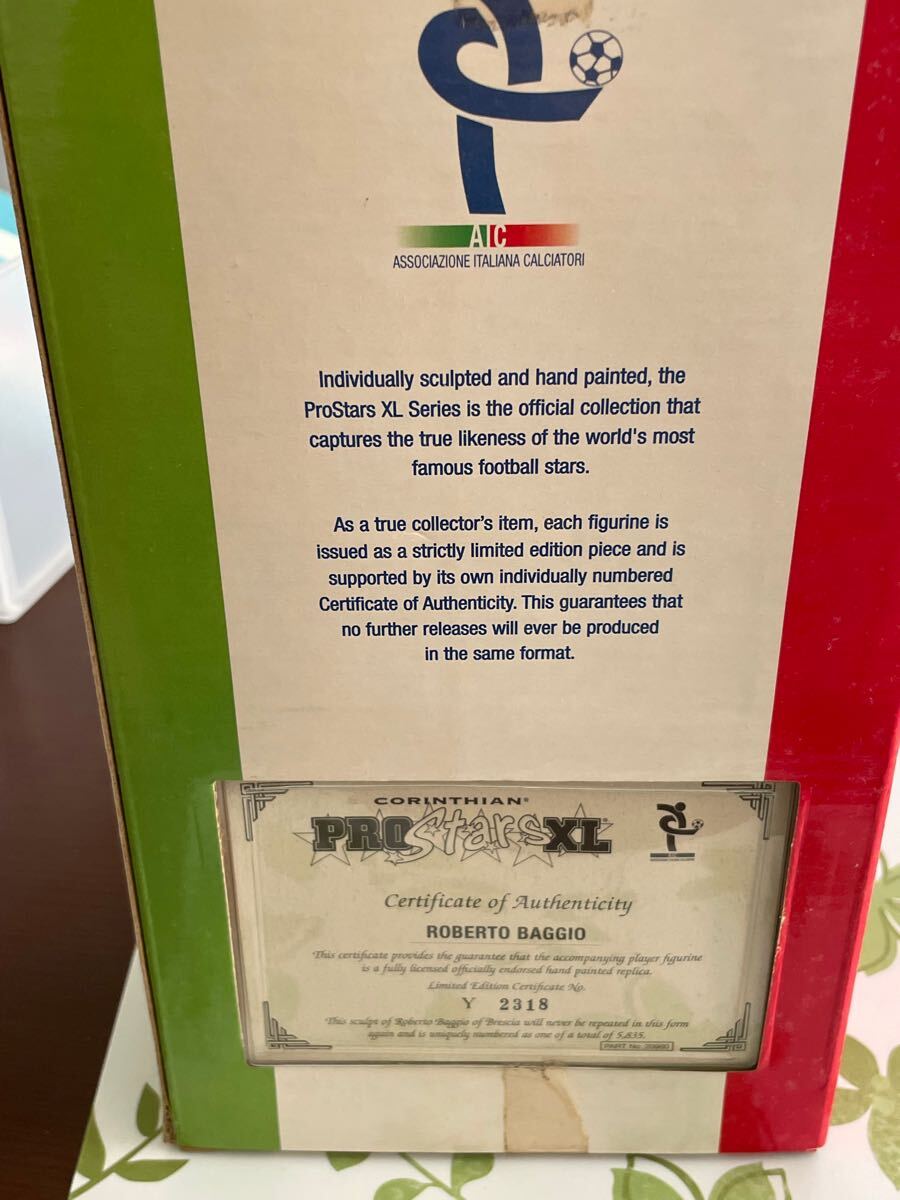 AIC
ASSOCIAZIONE ITALIANA CALCIATORI
Individually sculpted and hand painted, the
ProStars XL Series is the official collection that
captures the true likeness of the world's most
famous football stars.
As a true collector's item, each figurine is
issued as a strictly limited edition piece and is
supported by its own individually numbered
Certificate of Authenticity. This guarantees that
no further releases will ever be produced
in the same format.
CORINTHIAN®
PROStarsXL
Certificate of Authenticity
ROBERTO BAGGIO
This certificate provides the guarantee that the accompanying player figurine
is a fully licensed officially endorsed hand painted replica.
Limited Edition Certificate No.
Y 2318
This sculpt of Roberto Baggio of Brescia will never be repeated in this form
again and is uniquely numbered as one of a total of 5,835.
PART No.